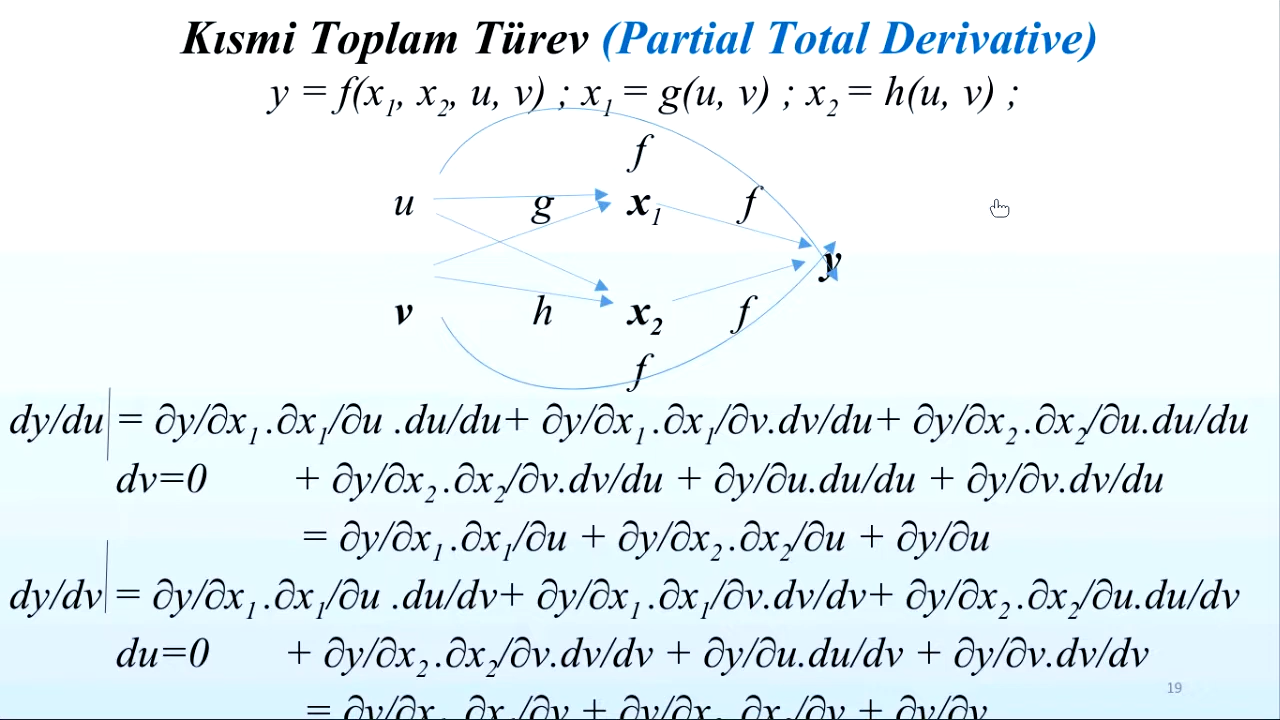 Kısmi Toplam Türev (Partial Total Derivative)
y = f(x₁, x₂, u, v) ; x₁ = g(u, v) ; x₂ = h(u, v) ;
f
u g x₁ f
y
v h x₂ f
f
dy/du| = ∂y/∂x₁.∂x₁/∂u .du/du+ ∂y/∂x₁.∂x₁/∂v.dv/du+ ∂y/∂x₂.∂x₂/∂u.du/du
dv=0 + ∂y/∂x₂.∂x₂/∂v.dv/du + ∂y/∂u.du/du + ∂y/∂v.dv/du
= ∂y/∂x₁.∂x₁/∂u + ∂y/∂x₂.∂x₂/∂u + ∂y/∂u
dy/dv| = ∂y/∂x₁.∂x₁/∂u .du/dv+ ∂y/∂x₁.∂x₁/∂v.dv/dv+ ∂y/∂x₂.∂x₂/∂u.du/dv
du=0 + ∂y/∂x₂.∂x₂/∂v.dv/dv + ∂y/∂u.du/dv + ∂y/∂v.dv/dv
19